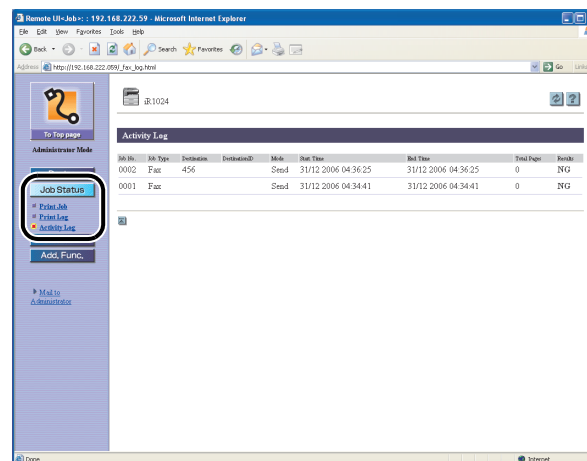 Remote UI<Job>: : 192.168.222.59 - Microsoft Internet Explorer
File Edit View Favorites Tools Help
Back Search Favorites
Address http://192.168.222.059/_fax_log.html Go Links
iR1024
To Top page
Administrator Mode
Activity Log
Job No. Job Type Destination DestinationID Mode Start Time End Time Total Pages Results
0002 Fax 456 Send 31/12 2006 04:36:25 31/12 2006 04:36:25 0 NG
0001 Fax Send 31/12 2006 04:34:41 31/12 2006 04:34:41 0 NG
Job Status
Print Job
Print Log
Activity Log
Add. Func.
Mail to
Administrator
Done Internet